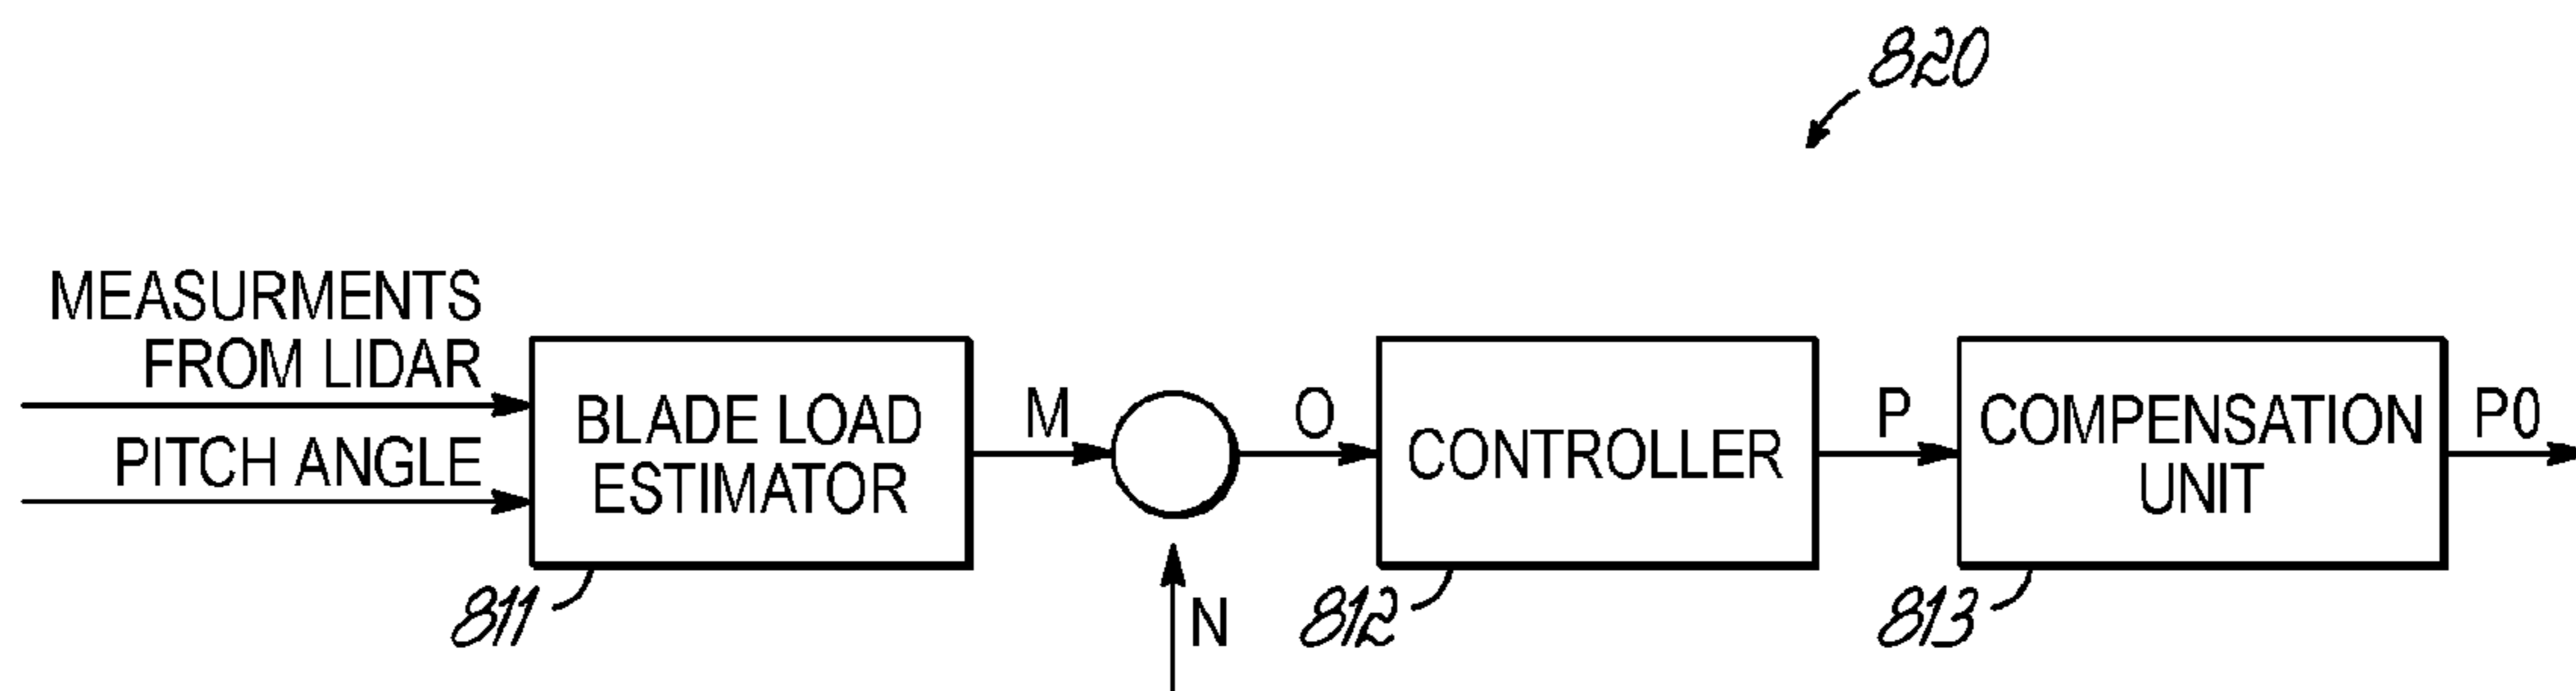 820
MEASURMENTS
FROM LIDAR
PITCH ANGLE
BLADE LOAD
ESTIMATOR
811
M
N
O
CONTROLLER
812
P
COMPENSATION
UNIT
813
P0